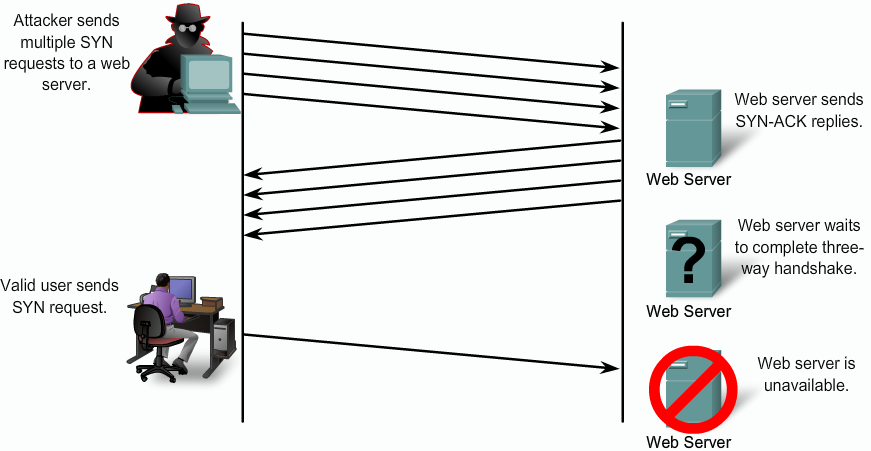 Attacker sends
multiple SYN
requests to a web
server.
Web server sends
SYN-ACK replies.
Web Server
Web server waits
to complete three-
way handshake.
?
Web Server
Valid user sends
SYN request.
Web server is
unavailable.
Web Server